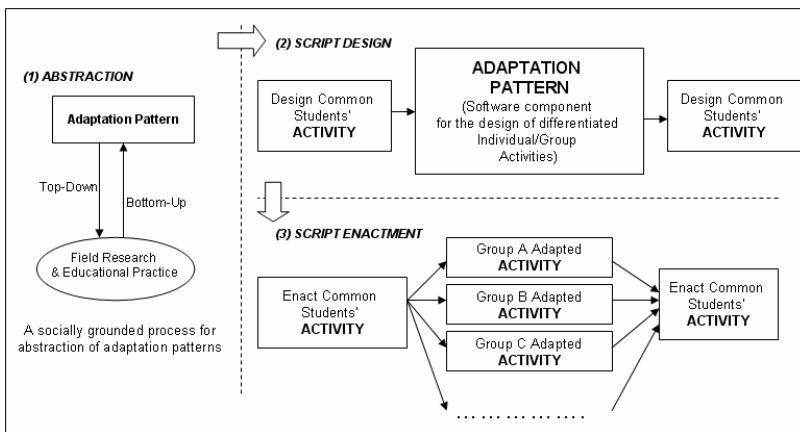 (1) ABSTRACTION
Adaptation Pattern
Top-Down
Bottom-Up
Field Research
& Educational Practice
A socially grounded process for
abstraction of adaptation patterns
(2) SCRIPT DESIGN
Design Common
Students'
ACTIVITY
ADAPTATION
PATTERN
(Software component
for the design of differentiated
Individual/Group
Activities)
Design Common
Students'
ACTIVITY
(3) SCRIPT ENACTMENT
Enact Common
Students'
ACTIVITY
Group A Adapted
ACTIVITY
Group B Adapted
ACTIVITY
Group C Adapted
ACTIVITY
... ... ... ... ... ...
Enact Common
Students'
ACTIVITY